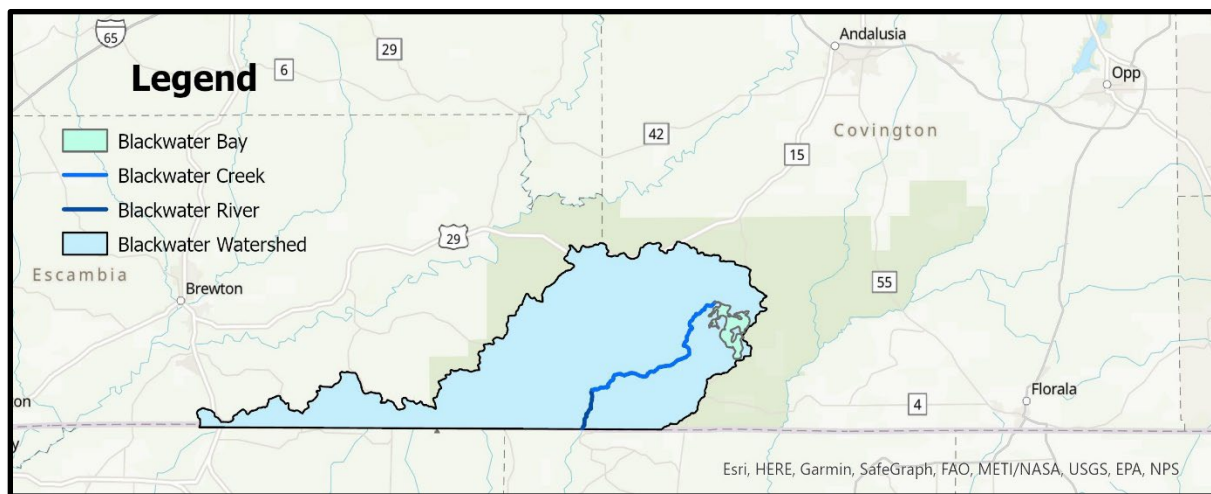 65
Legend
6
29
Andalusia
Opp
Blackwater Bay
Blackwater Creek
Blackwater River
Blackwater Watershed
42
Covington
15
29
Escambia
Brewton
55
on
4
Florala
y
Esri, HERE, Garmin, SafeGraph, FAO, METI/NASA, USGS, EPA, NPS